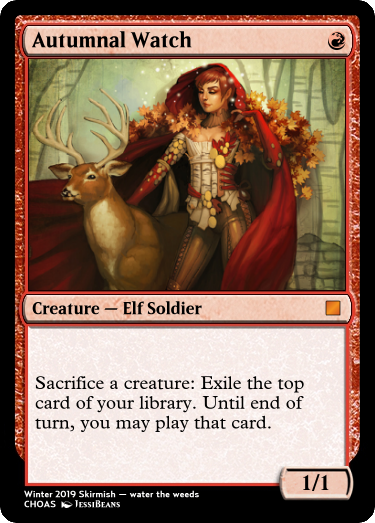 Autumnal Watch
Creature — Elf Soldier
Sacrifice a creature: Exile the top
card of your library. Until end of
turn, you may play that card.
1/1
Winter 2019 Skirmish — water the weeds
CHOAS JessiBeans